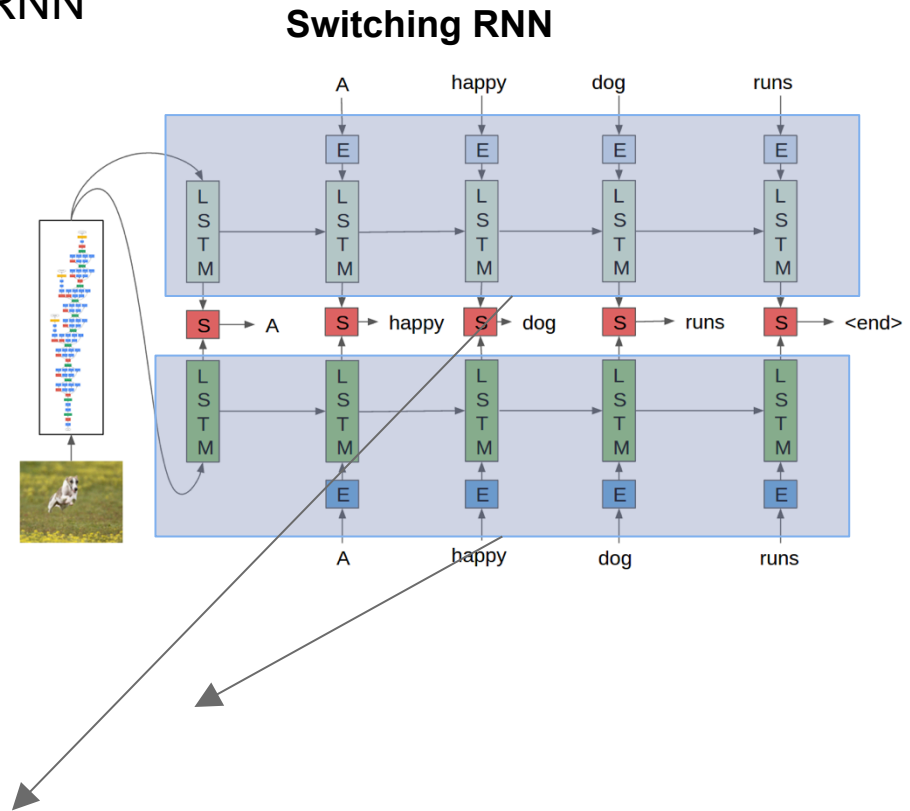 RNN
Switching RNN
A happy dog runs
E E E E
L S T M L S T M L S T M L S T M L S T M
S A S happy S dog S runs S <end>
L S T M L S T M L S T M L S T M L S T M
E E E E
A happy dog runs